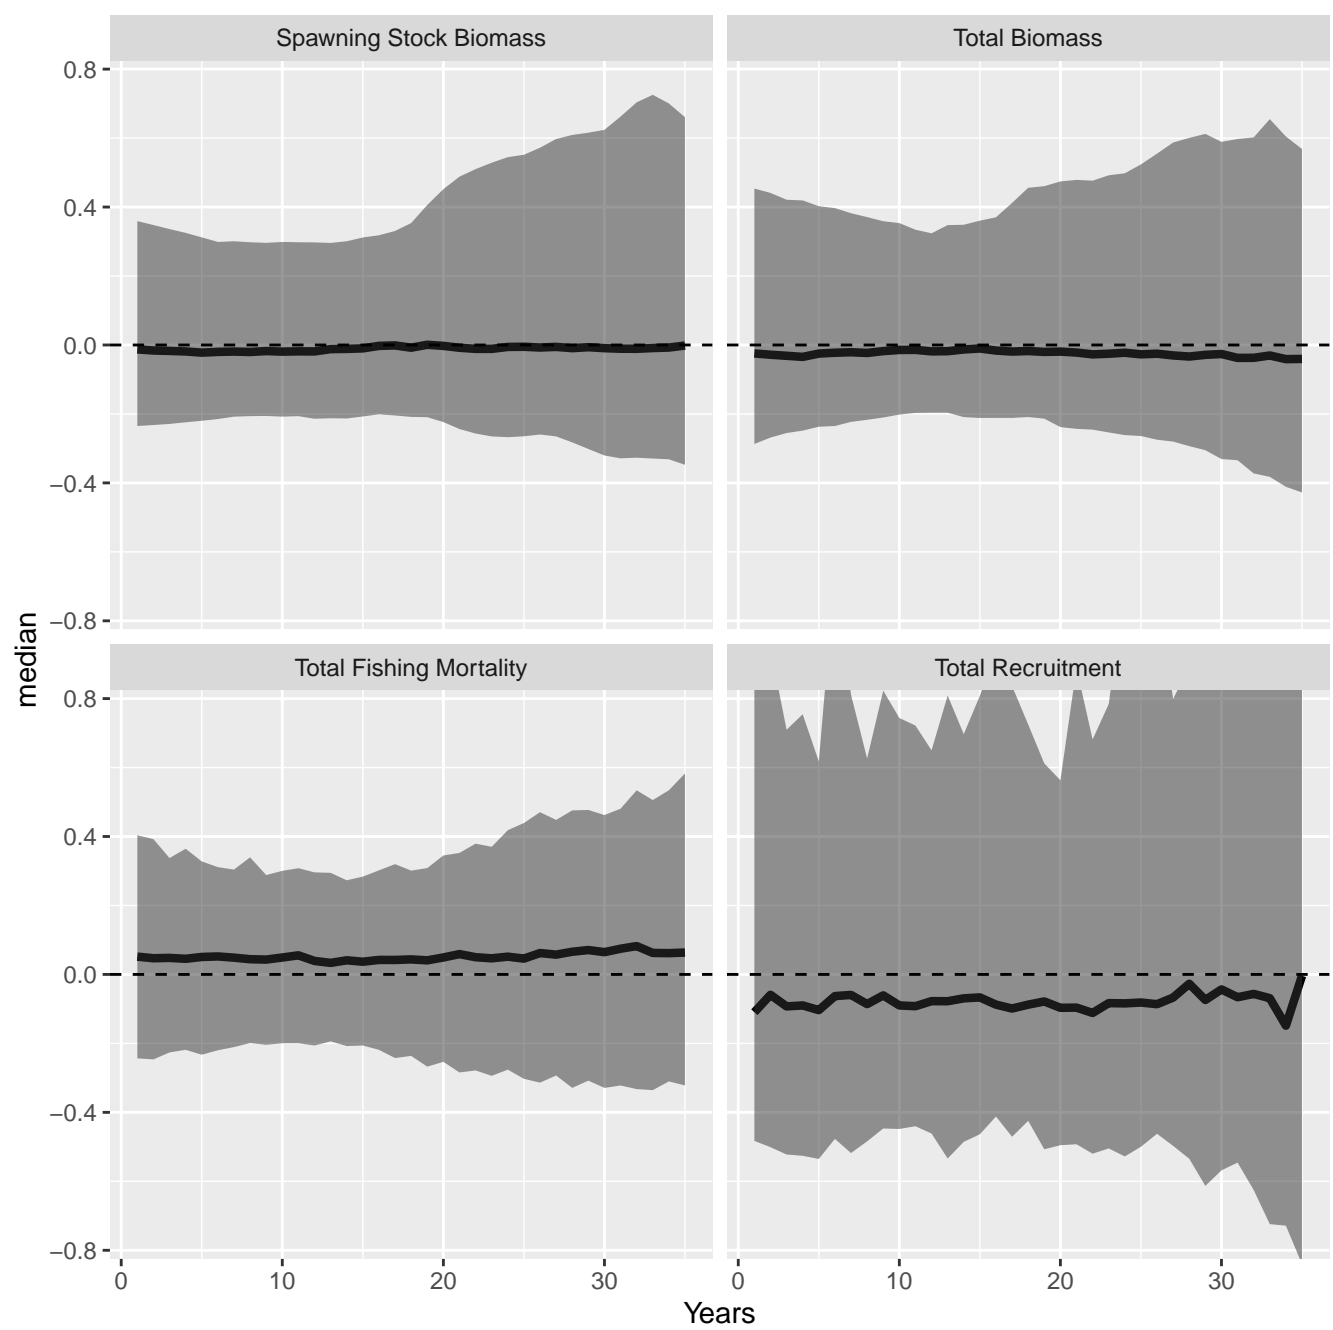 Spawning Stock Biomass
Total Biomass
0.8
0.4
0.0
−0.4
−0.8
Total Fishing Mortality
Total Recruitment
0.8
0.4
0.0
−0.4
−0.8
median
0 10 20 30
0 10 20 30
Years